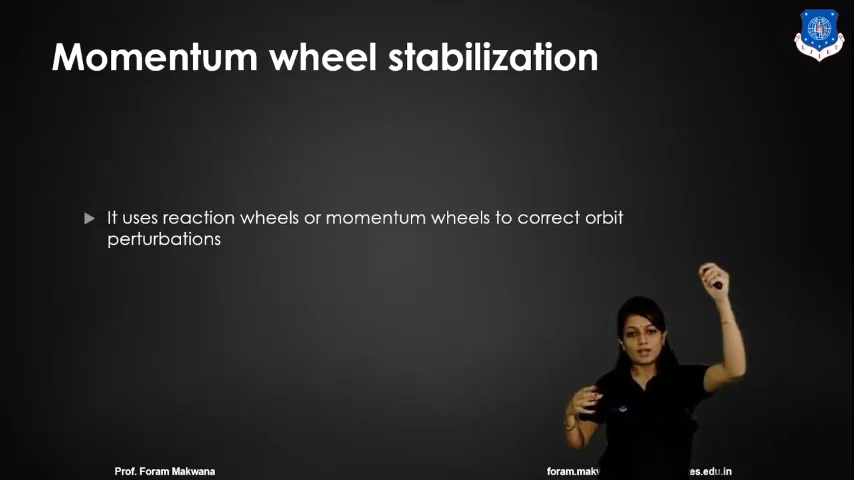 Momentum wheel stabilization
It uses reaction wheels or momentum wheels to correct orbit
perturbations
Prof. Foram Makwana